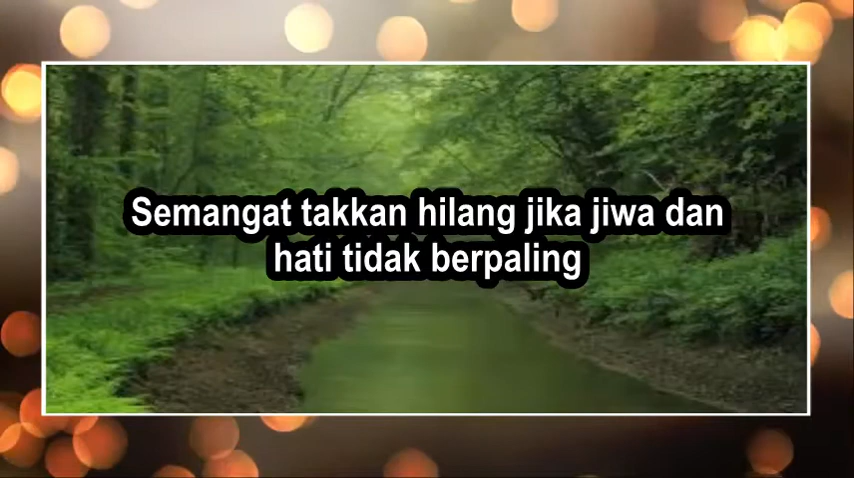 Semangat takkan hilang jika jiwa dan
hati tidak berpaling